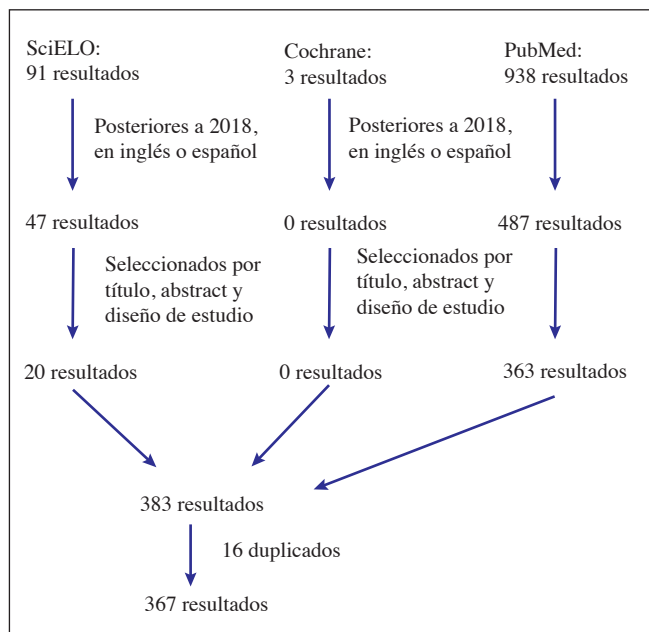 SciELO:
91 resultados
Cochrane:
3 resultados
PubMed:
938 resultados
Posteriores a 2018,
en inglés o español
Posteriores a 2018,
en inglés o español
47 resultados
0 resultados
487 resultados
Seleccionados por
título, abstract y
diseño de estudio
Seleccionados por
título, abstract y
diseño de estudio
20 resultados
0 resultados
363 resultados
383 resultados
16 duplicados
367 resultados